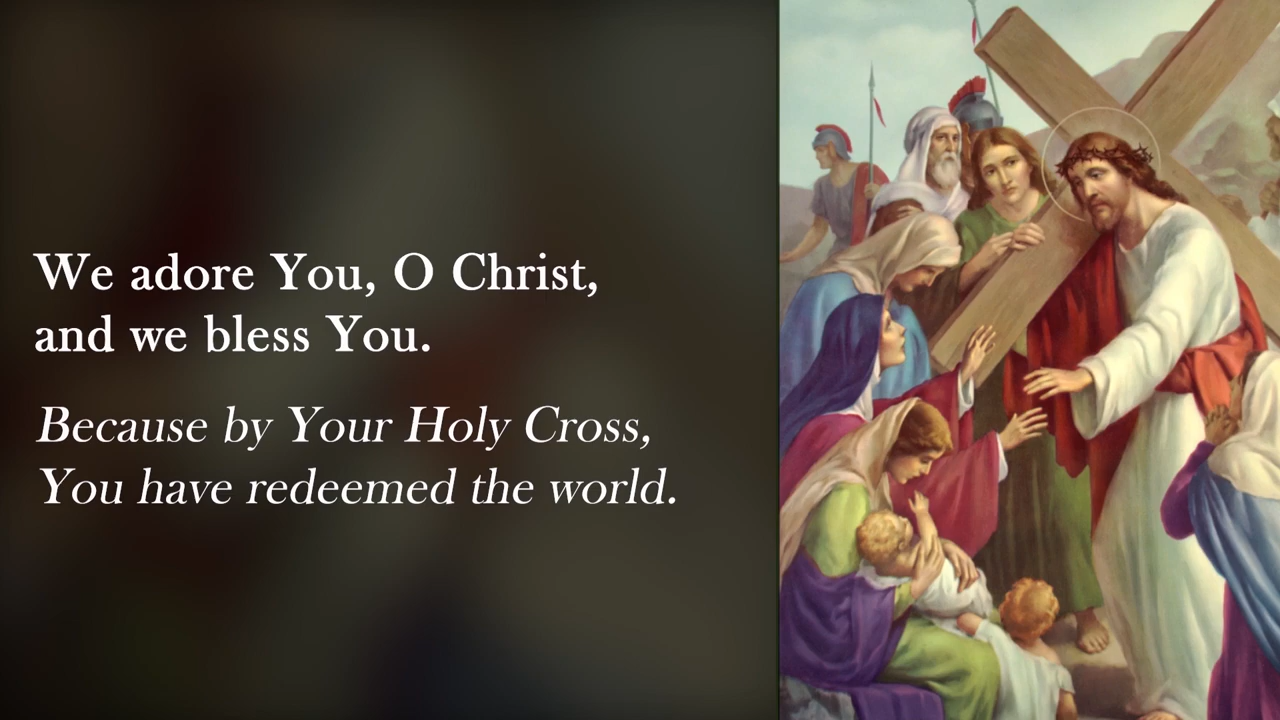 We adore You, O Christ,
and we bless You.
Because by Your Holy Cross,
You have redeemed the world.